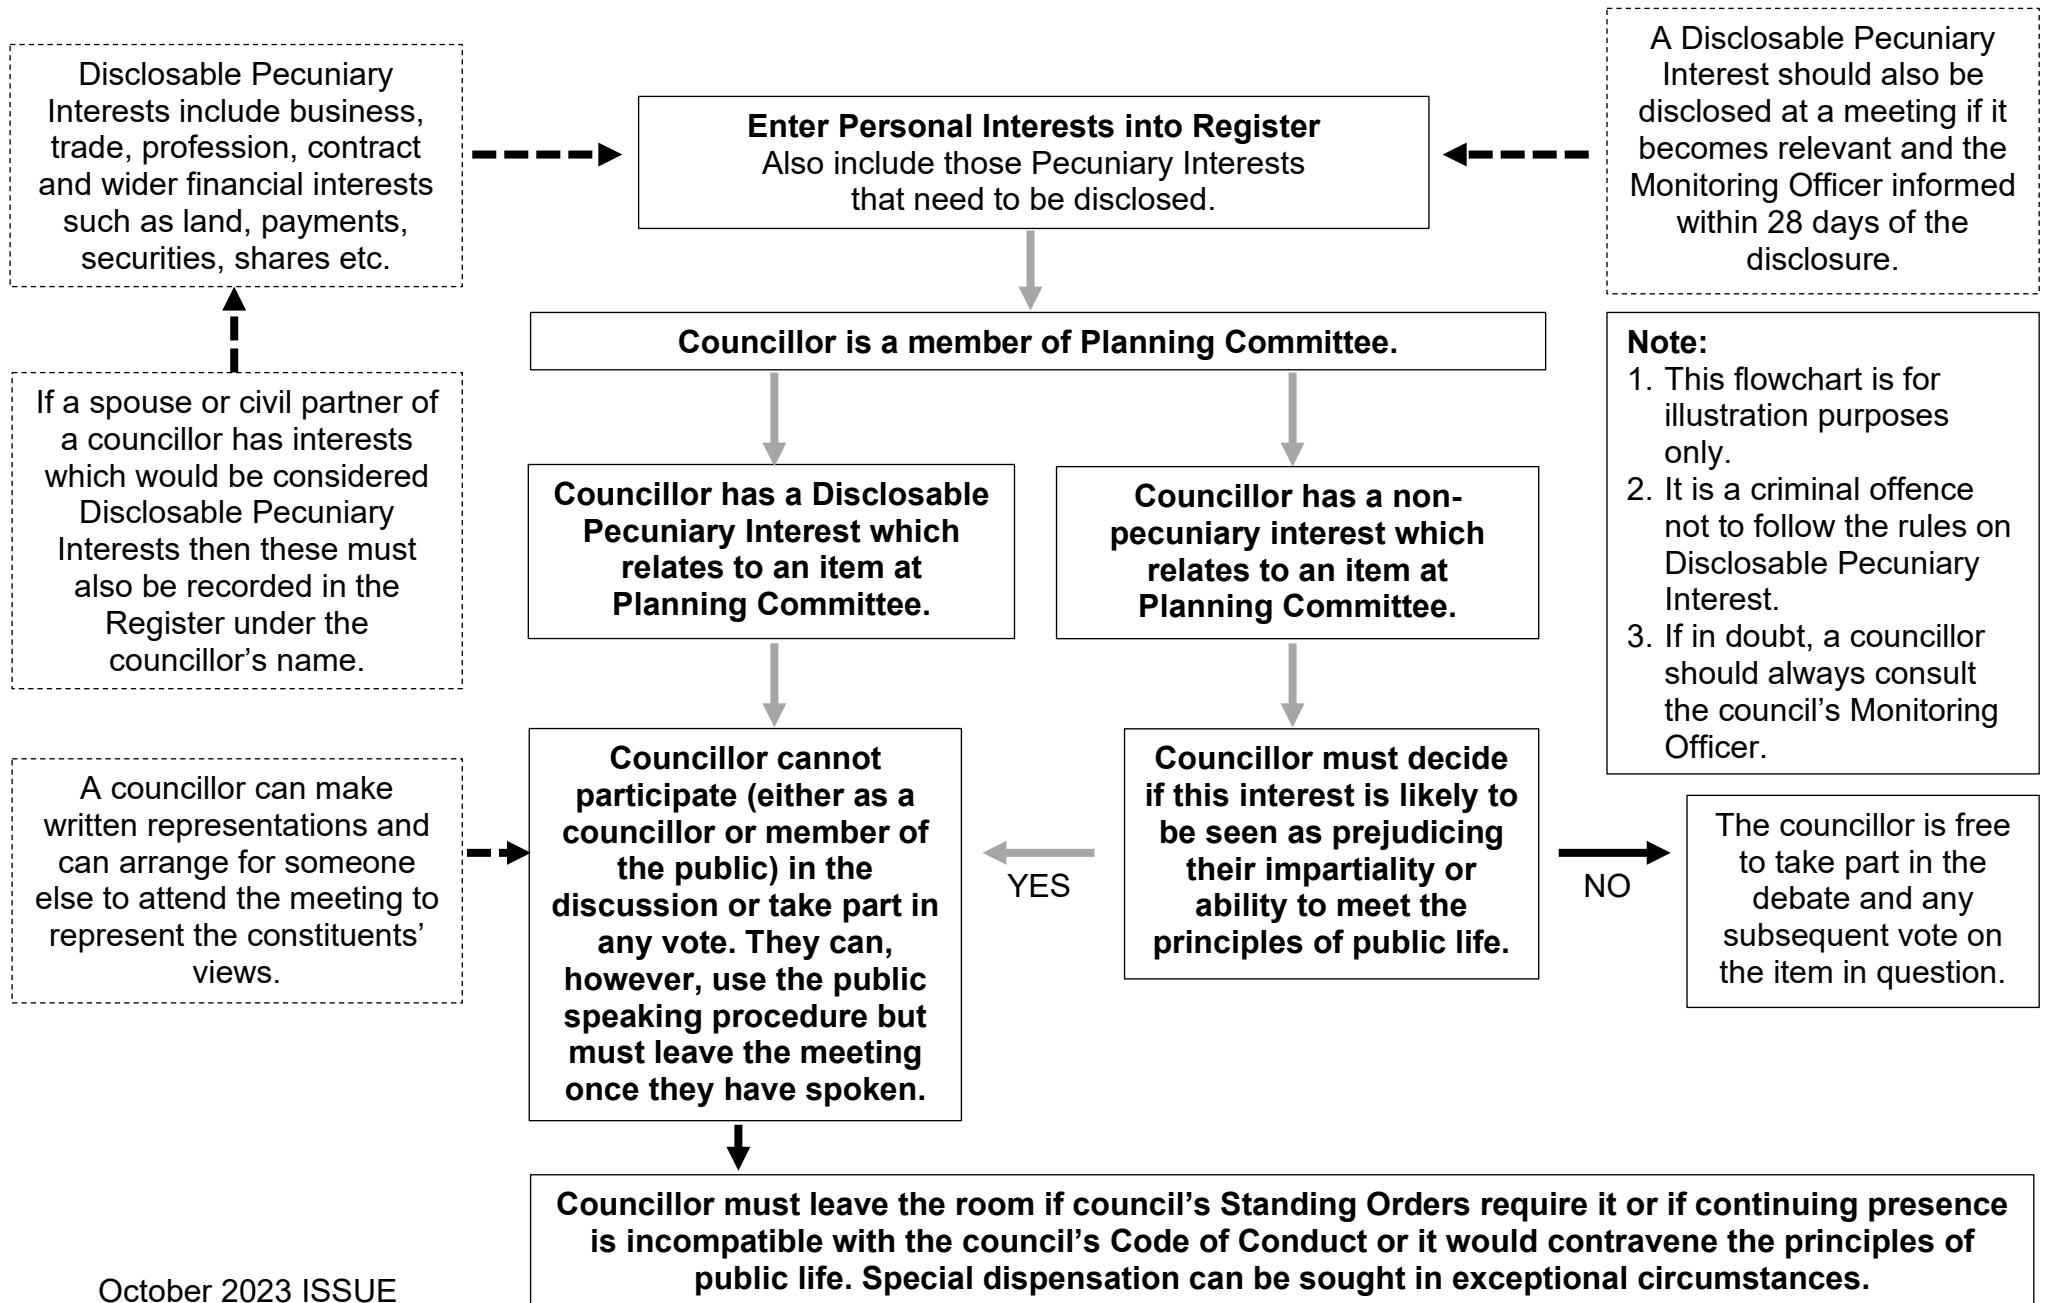 Disclosable Pecuniary
Interests include business,
trade, profession, contract
and wider financial interests
such as land, payments,
securities, shares etc.
Enter Personal Interests into Register
Also include those Pecuniary Interests
that need to be disclosed.
A Disclosable Pecuniary
Interest should also be
disclosed at a meeting if it
becomes relevant and the
Monitoring Officer informed
within 28 days of the
disclosure.
Councillor is a member of Planning Committee.
Note:
1. This flowchart is for
illustration purposes
only.
2. It is a criminal offence
not to follow the rules on
Disclosable Pecuniary
Interest.
3. If in doubt, a councillor
should always consult
the council’s Monitoring
Officer.
If a spouse or civil partner of
a councillor has interests
which would be considered
Disclosable Pecuniary
Interests then these must
also be recorded in the
Register under the
councillor’s name.
Councillor has a Disclosable
Pecuniary Interest which
relates to an item at
Planning Committee.
Councillor has a non-
pecuniary interest which
relates to an item at
Planning Committee.
A councillor can make
written representations and
can arrange for someone
else to attend the meeting to
represent the constituents’
views.
Councillor cannot
participate (either as a
councillor or member of
the public) in the
discussion or take part in
any vote. They can,
however, use the public
speaking procedure but
must leave the meeting
once they have spoken.
YES
Councillor must decide
if this interest is likely to
be seen as prejudicing
their impartiality or
ability to meet the
principles of public life.
NO
The councillor is free
to take part in the
debate and any
subsequent vote on
the item in question.
Councillor must leave the room if council’s Standing Orders require it or if continuing presence
is incompatible with the council’s Code of Conduct or it would contravene the principles of
public life. Special dispensation can be sought in exceptional circumstances.
October 2023 ISSUE